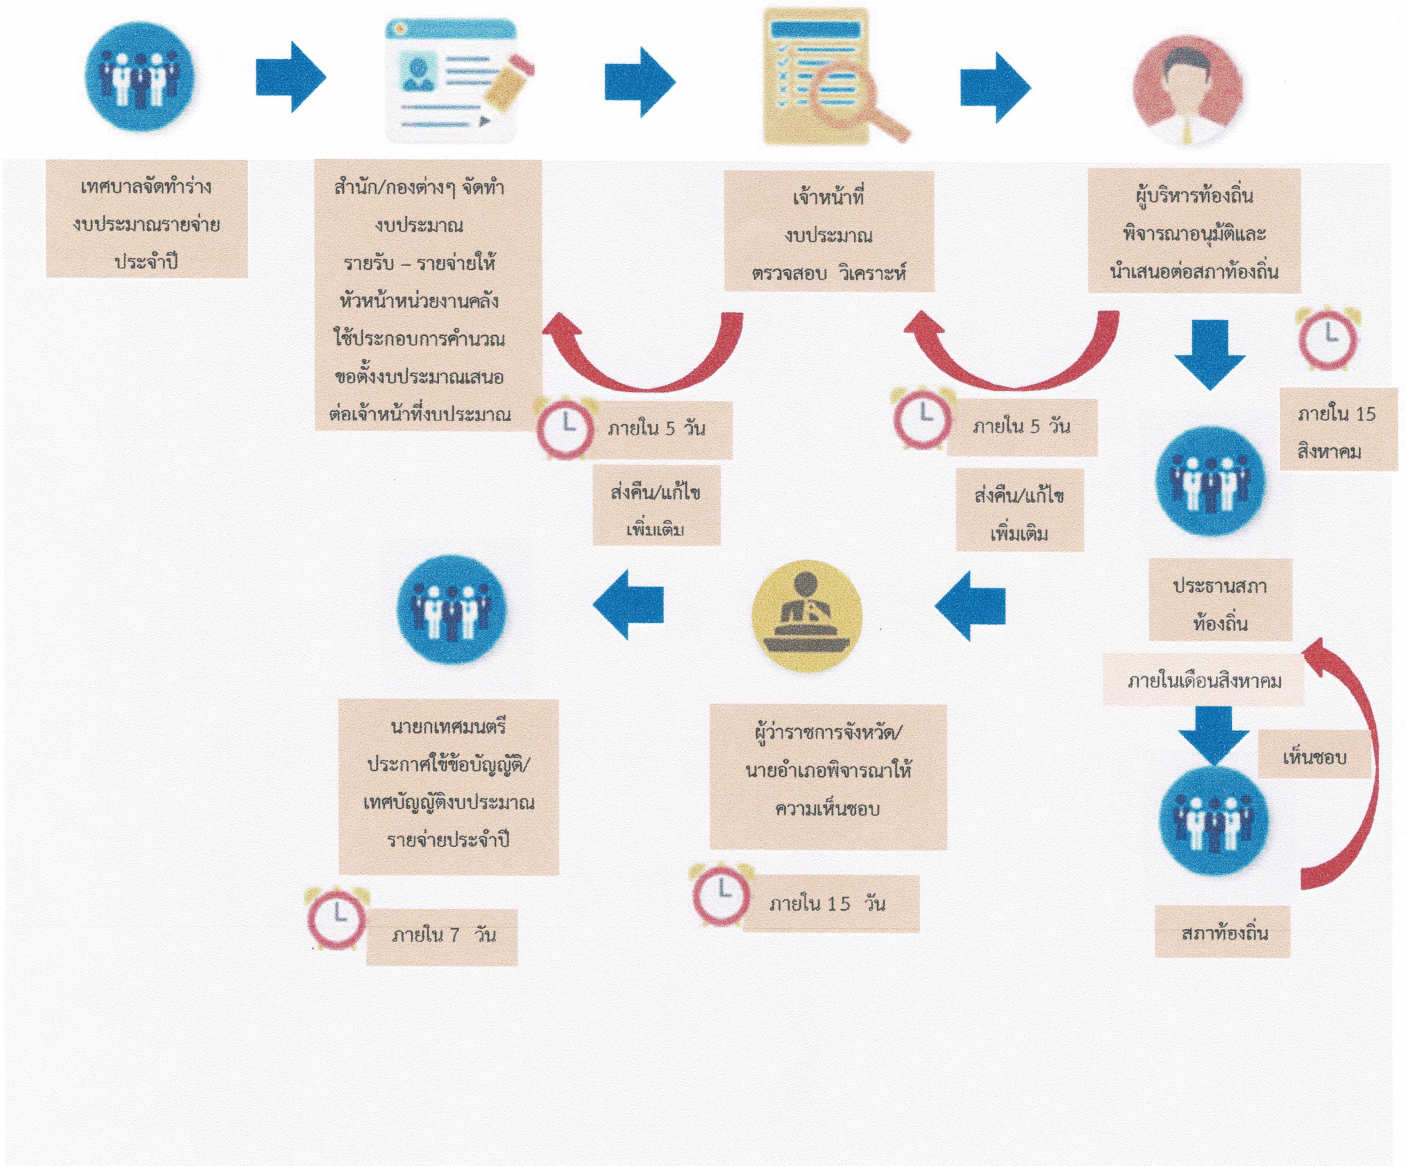 เทศบาลจัดทำร่าง
งบประมาณรายจ่าย
ประจำปี
สำนัก/กองต่างๆ จัดทำ
งบประมาณ
รายรับ – รายจ่ายให้
หัวหน้าหน่วยงานคลัง
ใช้ประกอบการคำนวณ
ขอตั้งงบประมาณเสนอ
ต่อเจ้าหน้าที่งบประมาณ
เจ้าหน้าที่
งบประมาณ
ตรวจสอบ วิเคราะห์
ผู้บริหารท้องถิ่น
พิจารณาอนุมัติและ
นำเสนอต่อสภาท้องถิ่น
ภายใน 5 วัน
ส่งคืน/แก้ไข
เพิ่มเติม
ภายใน 5 วัน
ส่งคืน/แก้ไข
เพิ่มเติม
ภายใน 15
สิงหาคม
ประธานสภา
ท้องถิ่น
ภายในเดือนสิงหาคม
เห็นชอบ
สภาท้องถิ่น
ผู้ว่าราชการจังหวัด/
นายอำเภอพิจารณาให้
ความเห็นชอบ
ภายใน 15 วัน
นายกเทศมนตรี
ประกาศใช้ข้อบัญญัติ/
เทศบัญญัติงบประมาณ
รายจ่ายประจำปี
ภายใน 7 วัน